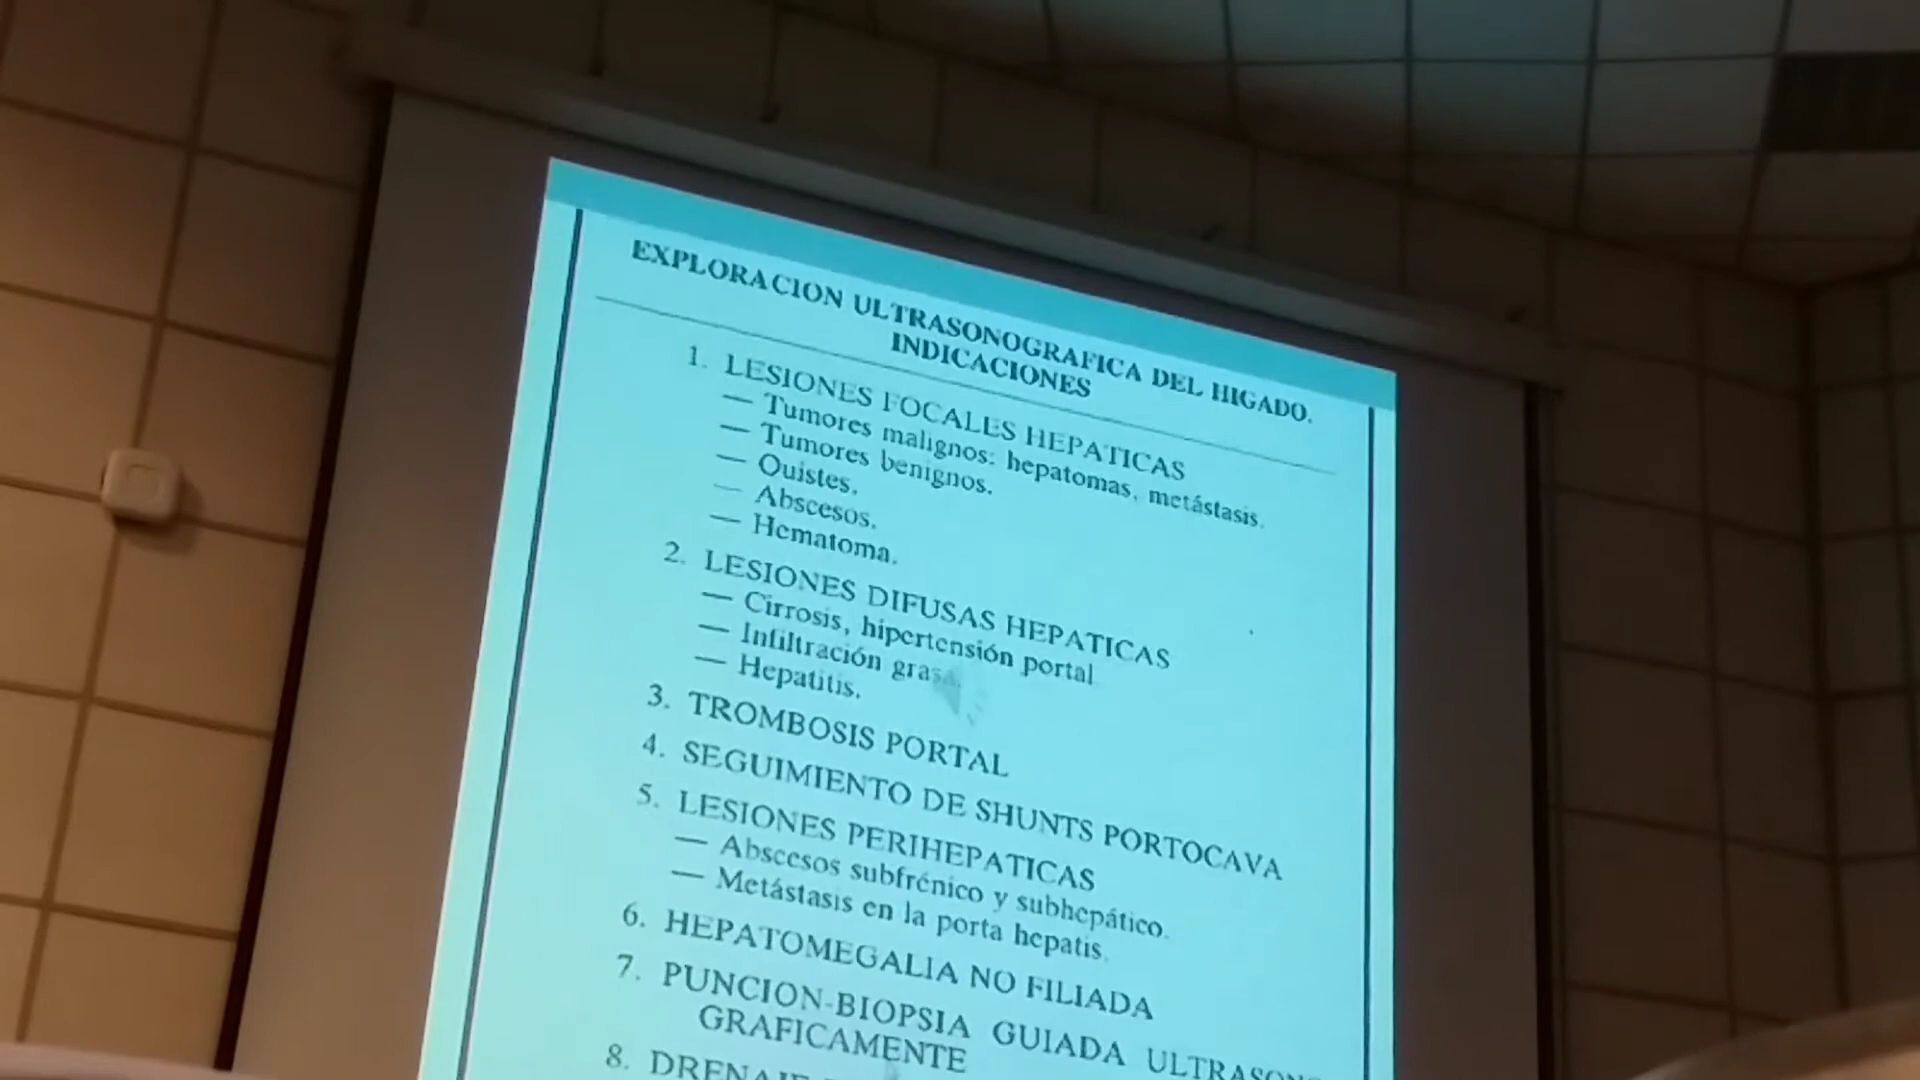 EXPLORACION ULTRASONOGRAFICA DEL HIGADO.
INDICACIONES
1. LESIONES FOCALES HEPATICAS
— Tumores malignos: hepatomas, metástasis.
— Tumores benignos.
— Quistes.
— Abscesos.
— Hematoma.
2. LESIONES DIFUSAS HEPATICAS
— Cirrosis, hipertensión portal
— Infiltración grasa.
— Hepatitis.
3. TROMBOSIS PORTAL
4. SEGUIMIENTO DE SHUNTS PORTOCAVA
5. LESIONES PERIHEPATICAS
— Abscesos subfrénico y subhepático.
— Metástasis en la porta hepatis.
6. HEPATOMEGALIA NO FILIADA
7. PUNCION-BIOPSIA GUIADA ULTRASON
GRAFICAMENTE
8. DRENAJE